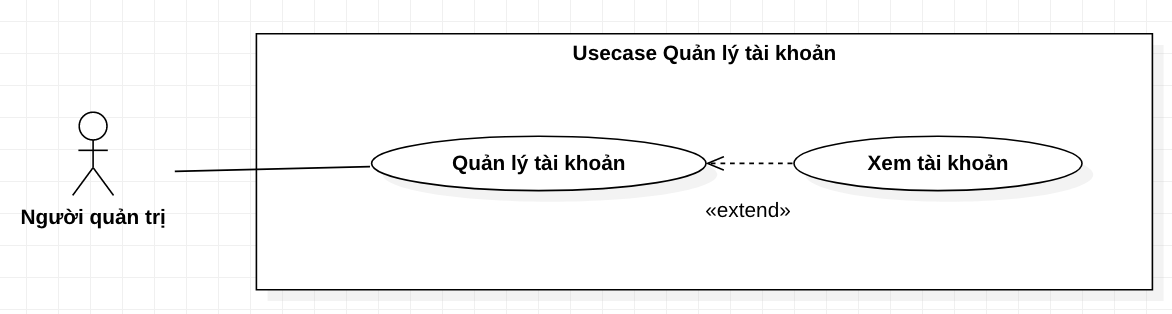 Usecase Quản lý tài khoản
Người quản trị
Quản lý tài khoản
Xem tài khoản
«extend»